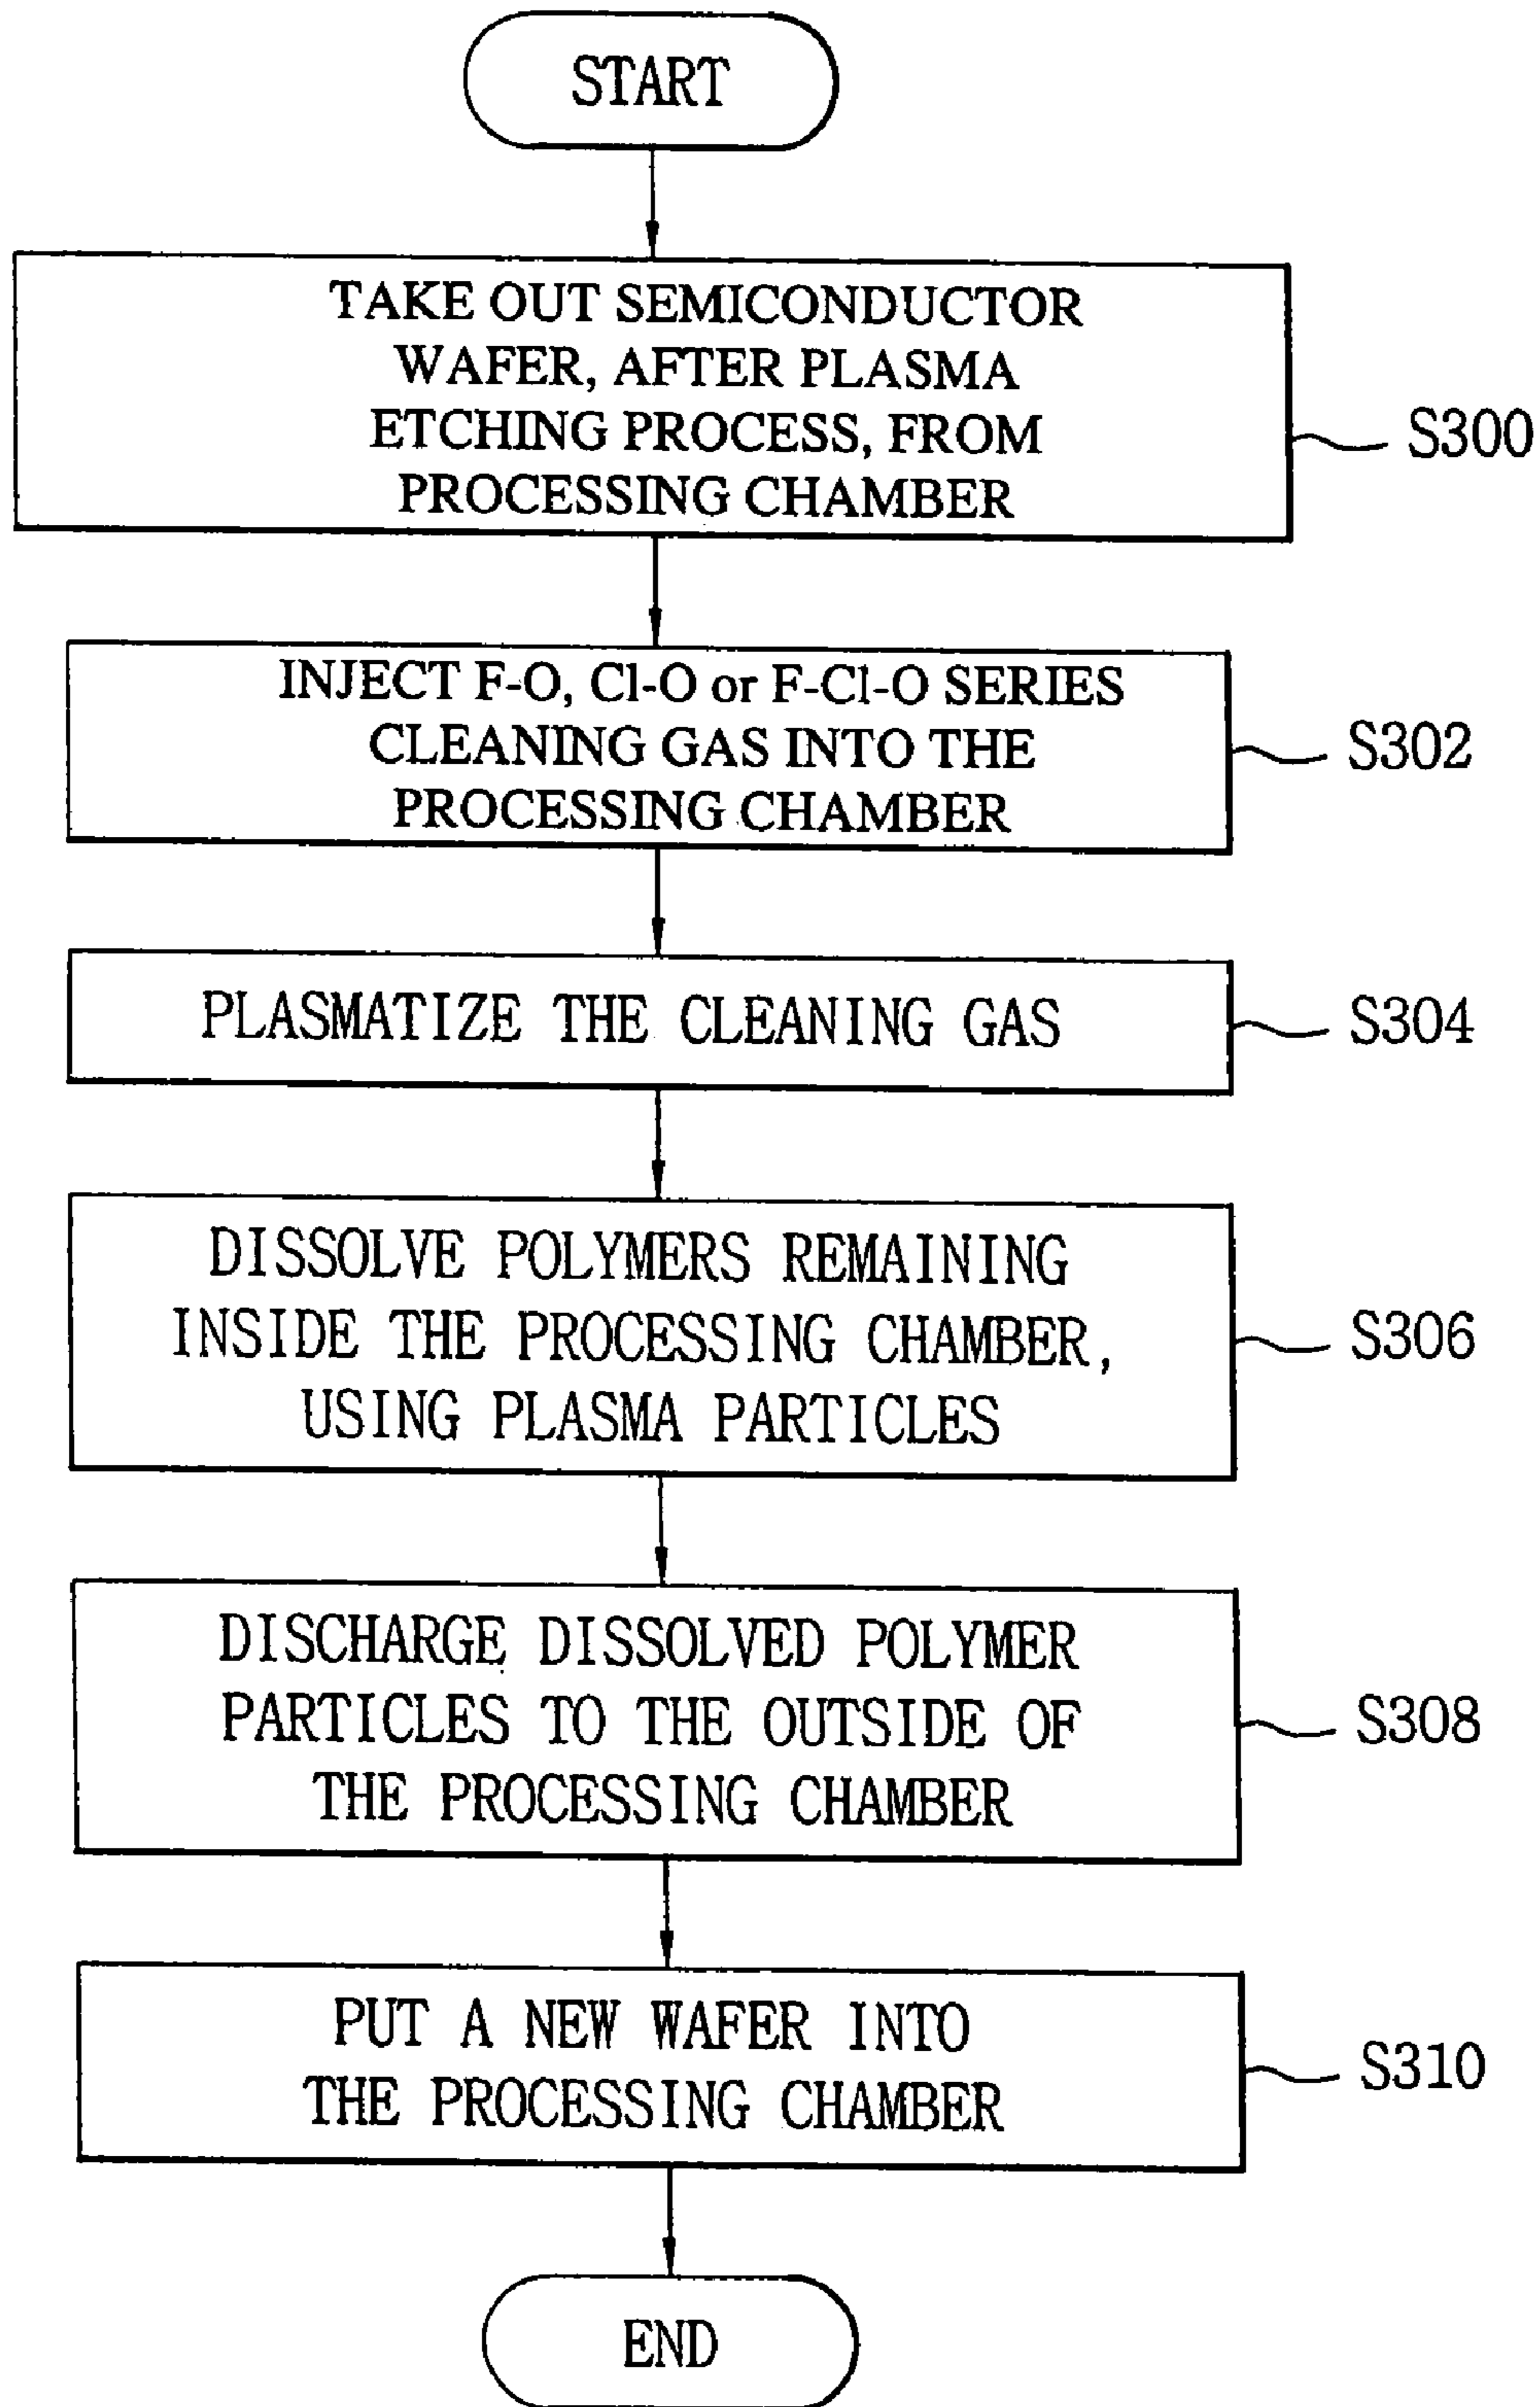 START
TAKE OUT SEMICONDUCTOR
WAFER, AFTER PLASMA
ETCHING PROCESS, FROM
PROCESSING CHAMBER
S300
INJECT F-O, Cl-O or F-Cl-O SERIES
CLEANING GAS INTO THE
PROCESSING CHAMBER
S302
PLASMATIZE THE CLEANING GAS
S304
DISSOLVE POLYMERS REMAINING
INSIDE THE PROCESSING CHAMBER,
USING PLASMA PARTICLES
S306
DISCHARGE DISSOLVED POLYMER
PARTICLES TO THE OUTSIDE OF
THE PROCESSING CHAMBER
S308
PUT A NEW WAFER INTO
THE PROCESSING CHAMBER
S310
END